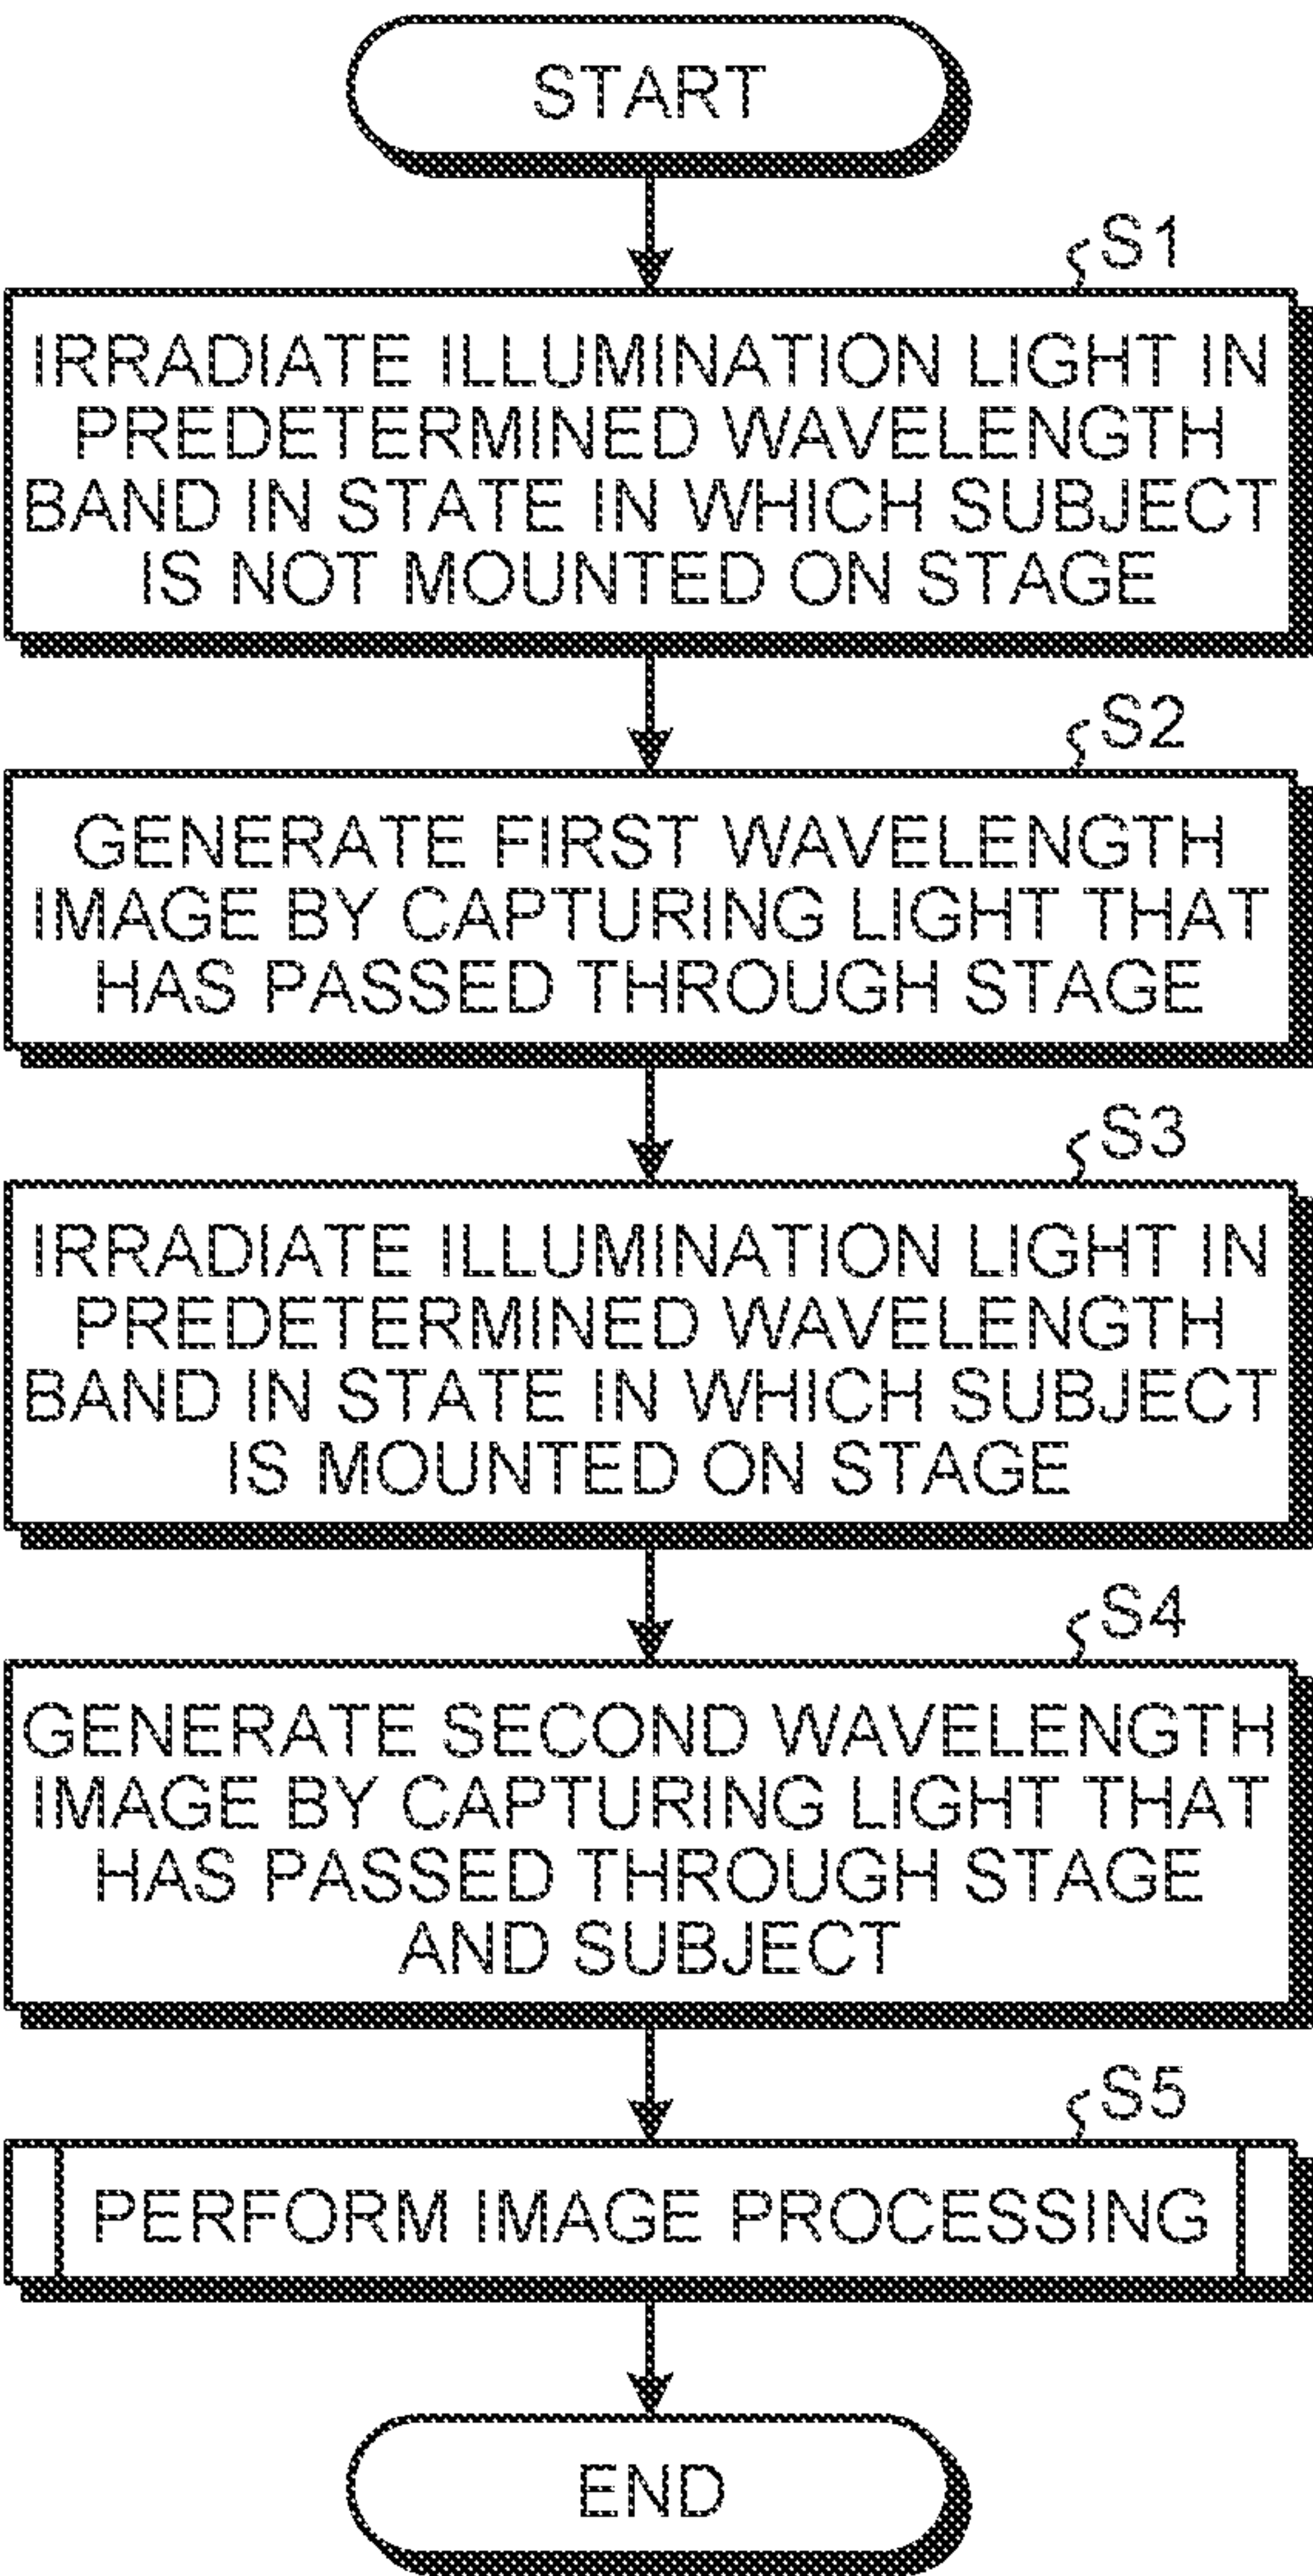 START
S1
IRRADIATE ILLUMINATION LIGHT IN
PREDETERMINED WAVELENGTH
BAND IN STATE IN WHICH SUBJECT
IS NOT MOUNTED ON STAGE
S2
GENERATE FIRST WAVELENGTH
IMAGE BY CAPTURING LIGHT THAT
HAS PASSED THROUGH STAGE
S3
IRRADIATE ILLUMINATION LIGHT IN
PREDETERMINED WAVELENGTH
BAND IN STATE IN WHICH SUBJECT
IS MOUNTED ON STAGE
S4
GENERATE SECOND WAVELENGTH
IMAGE BY CAPTURING LIGHT THAT
HAS PASSED THROUGH STAGE
AND SUBJECT
S5
PERFORM IMAGE PROCESSING
END